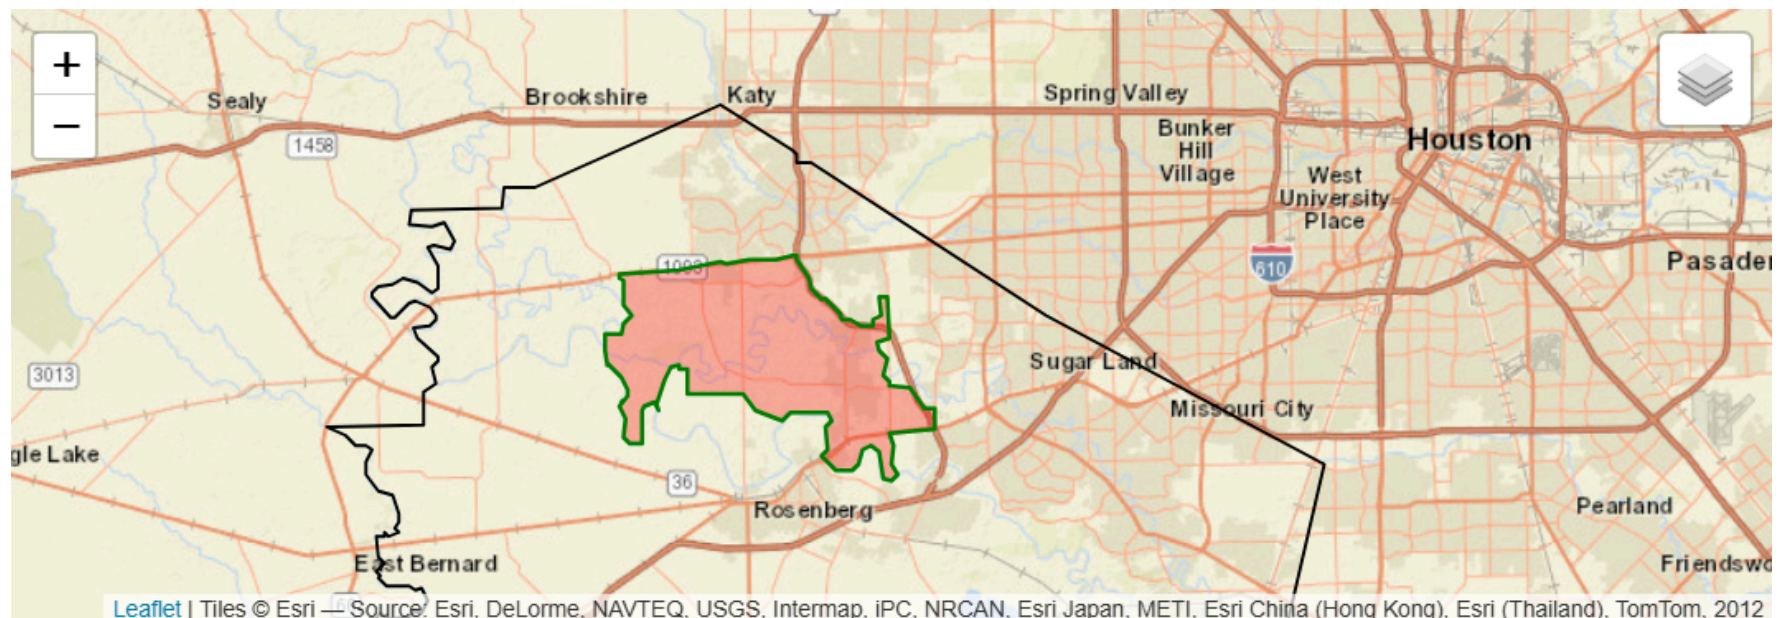 +
−
Sealy
Brookshire
Katy
Spring Valley
1458
Bunker
Hill
Village
Houston
West
University
Place
1093
610
Pasaden
3013
Sugar Land
Missouri City
gle Lake
36
Rosenberg
Pearland
East Bernard
Friendswo
Leaflet | Tiles © Esri — Source: Esri, DeLorme, NAVTEQ, USGS, Intermap, iPC, NRCAN, Esri Japan, METI, Esri China (Hong Kong), Esri (Thailand), TomTom, 2012